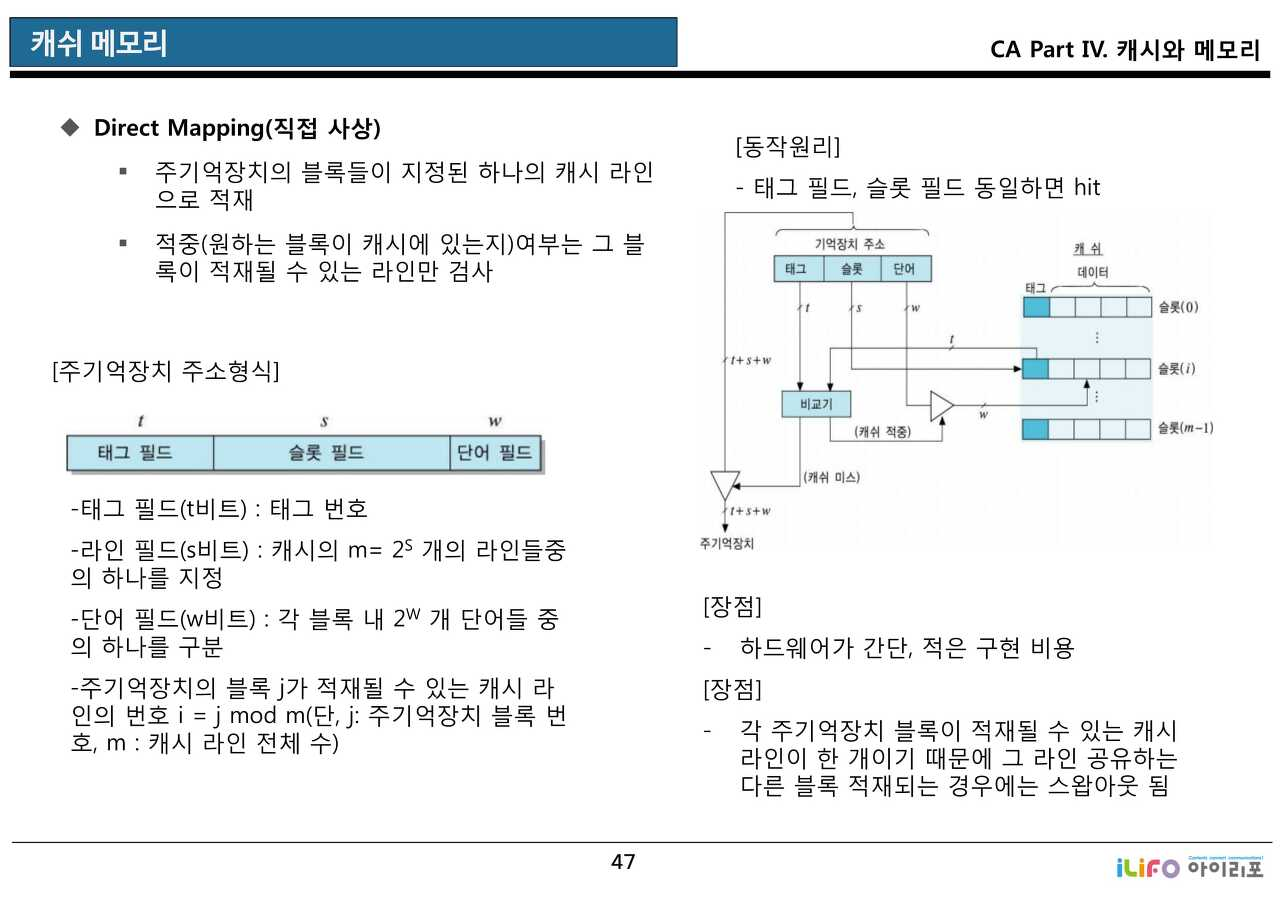 캐쉬 메모리
CA Part IV. 캐시와 메모리
◆ Direct Mapping(직접 사상)
▪ 주기억장치의 블록들이 지정된 하나의 캐시 라인
으로 적재
▪ 적중(원하는 블록이 캐시에 있는지)여부는 그 블
록이 적재될 수 있는 라인만 검사
[주기억장치 주소형식]
t s w
태그 필드 슬롯 필드 단어 필드
-태그 필드(t비트) : 태그 번호
-라인 필드(s비트) : 캐시의 m= 2^S 개의 라인들중
의 하나를 지정
-단어 필드(w비트) : 각 블록 내 2^W 개 단어들 중
의 하나를 구분
-주기억장치의 블록 j가 적재될 수 있는 캐시 라
인의 번호 i = j mod m(단, j: 주기억장치 블록 번
호, m : 캐시 라인 전체 수)
[동작원리]
- 태그 필드, 슬롯 필드 동일하면 hit
기억장치 주소
태그 슬롯 단어
t s w
캐 쉬
데이터
태그
슬롯(0)
⋮
t
t+s+w
슬롯(i)
비교기
⋮
w
(캐쉬 적중)
슬롯(m-1)
(캐쉬 미스)
t+s+w
주기억장치
[장점]
- 하드웨어가 간단, 적은 구현 비용
[장점]
- 각 주기억장치 블록이 적재될 수 있는 캐시
라인이 한 개이기 때문에 그 라인 공유하는
다른 블록 적재되는 경우에는 스왑아웃 됨
47
Contents connect communications!
iLiFO 아이리포